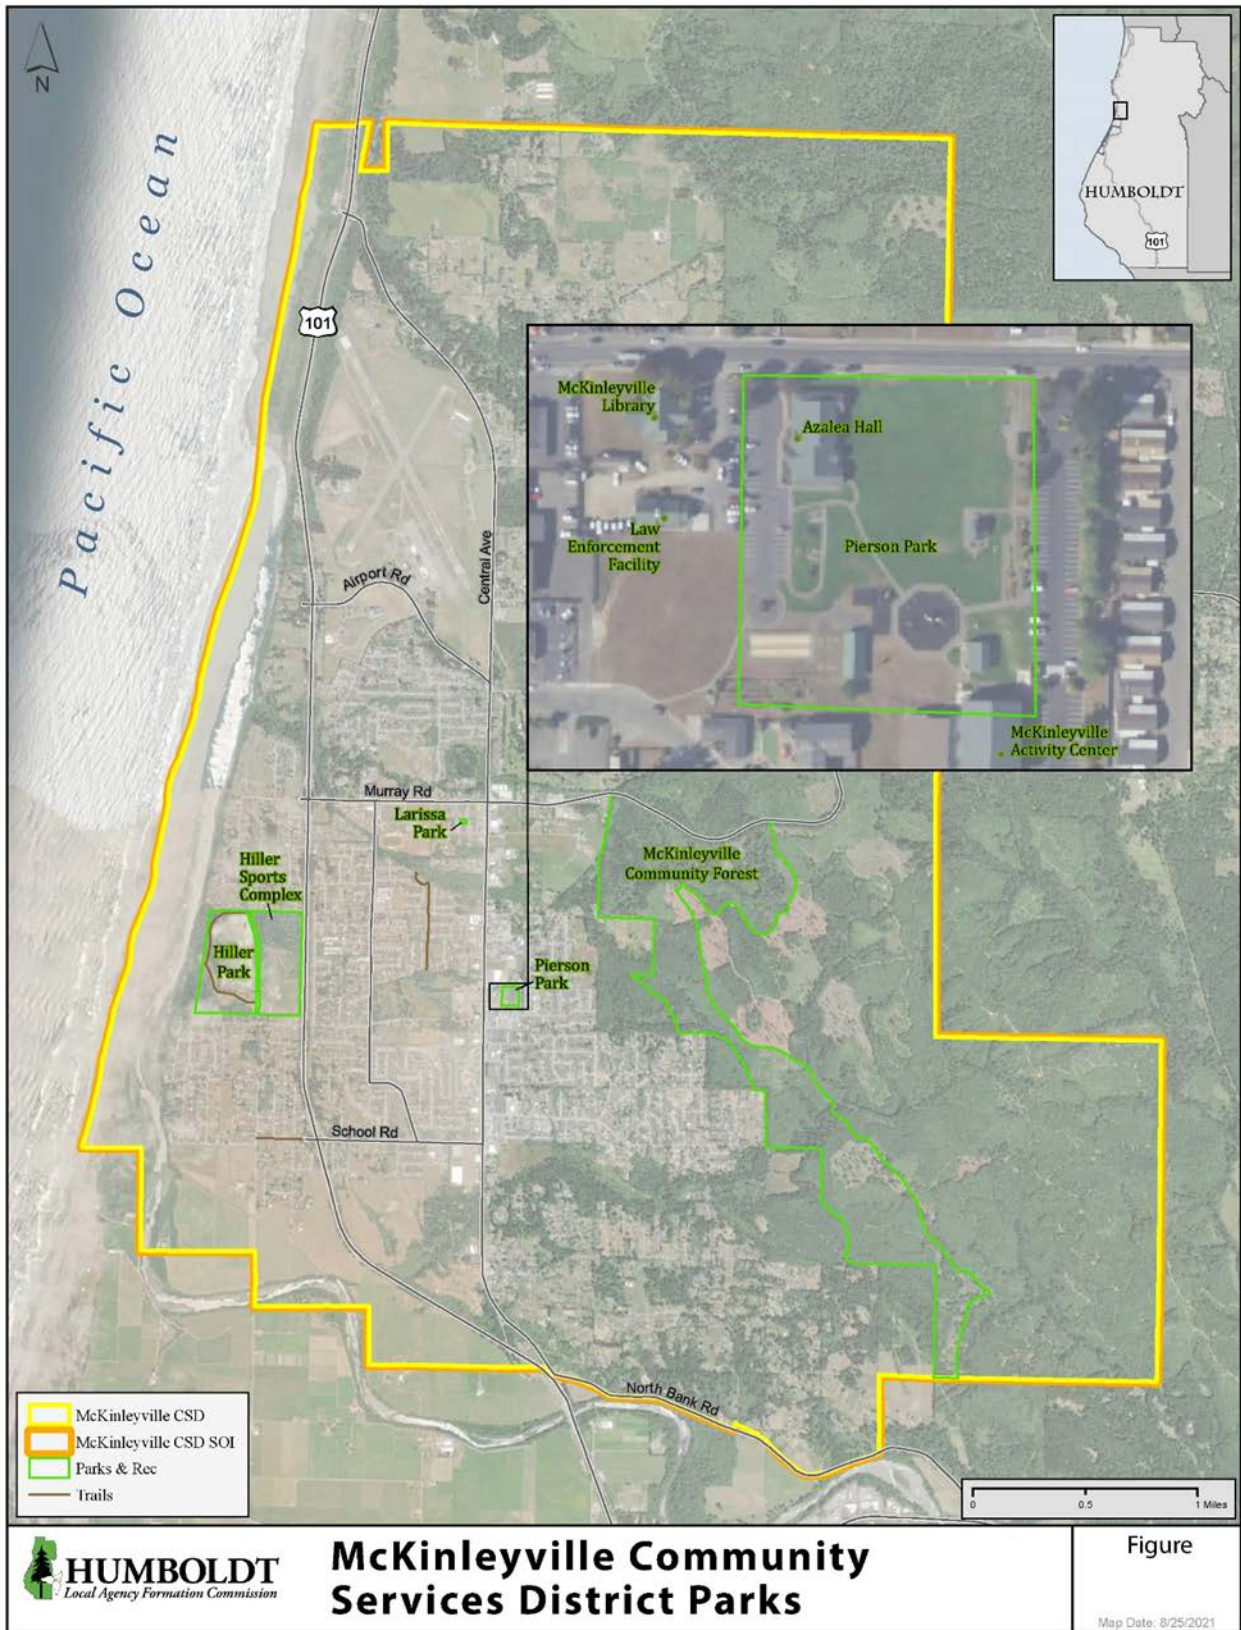 N
Pacific Ocean
HUMBOLDT
101
101
McKinleyville
Library
Azalea Hall
Law
Enforcement
Facility
Pierson Park
McKinleyville
Activity Center
Airport Rd
Central Ave
Murray Rd
Larissa
Park
McKinleyville
Community Forest
Hiller
Sports
Complex
Hiller
Park
Pierson
Park
School Rd
North Bank Rd
McKinleyville CSD
McKinleyville CSD SOI
Parks & Rec
Trails
0 0.5 1 Miles
HUMBOLDT
Local Agency Formation Commission
McKinleyville Community
Services District Parks
Figure
Map Date: 8/25/2021